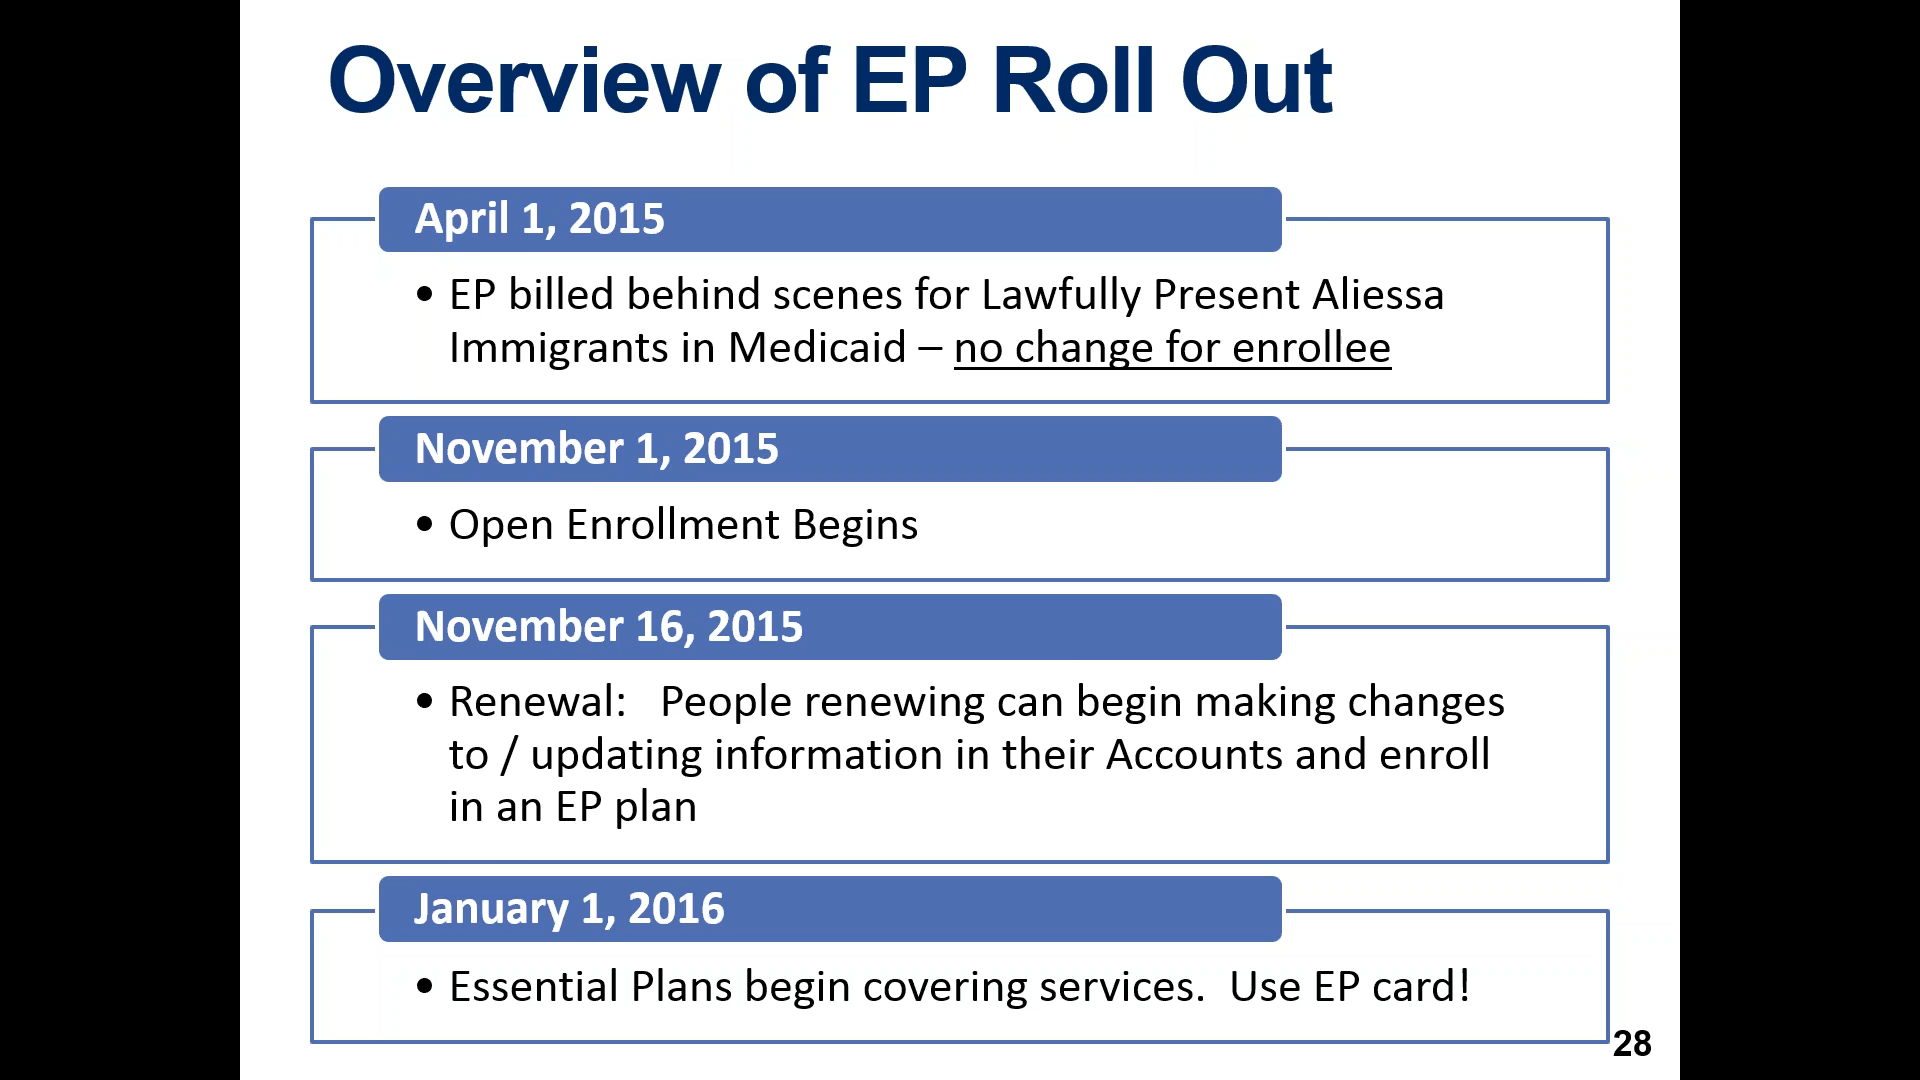 Overview of EP Roll Out
April 1, 2015
• EP billed behind scenes for Lawfully Present Aliessa
Immigrants in Medicaid – no change for enrollee
November 1, 2015
• Open Enrollment Begins
November 16, 2015
• Renewal:   People renewing can begin making changes
to / updating information in their Accounts and enroll
in an EP plan
January 1, 2016
• Essential Plans begin covering services.  Use EP card!
28